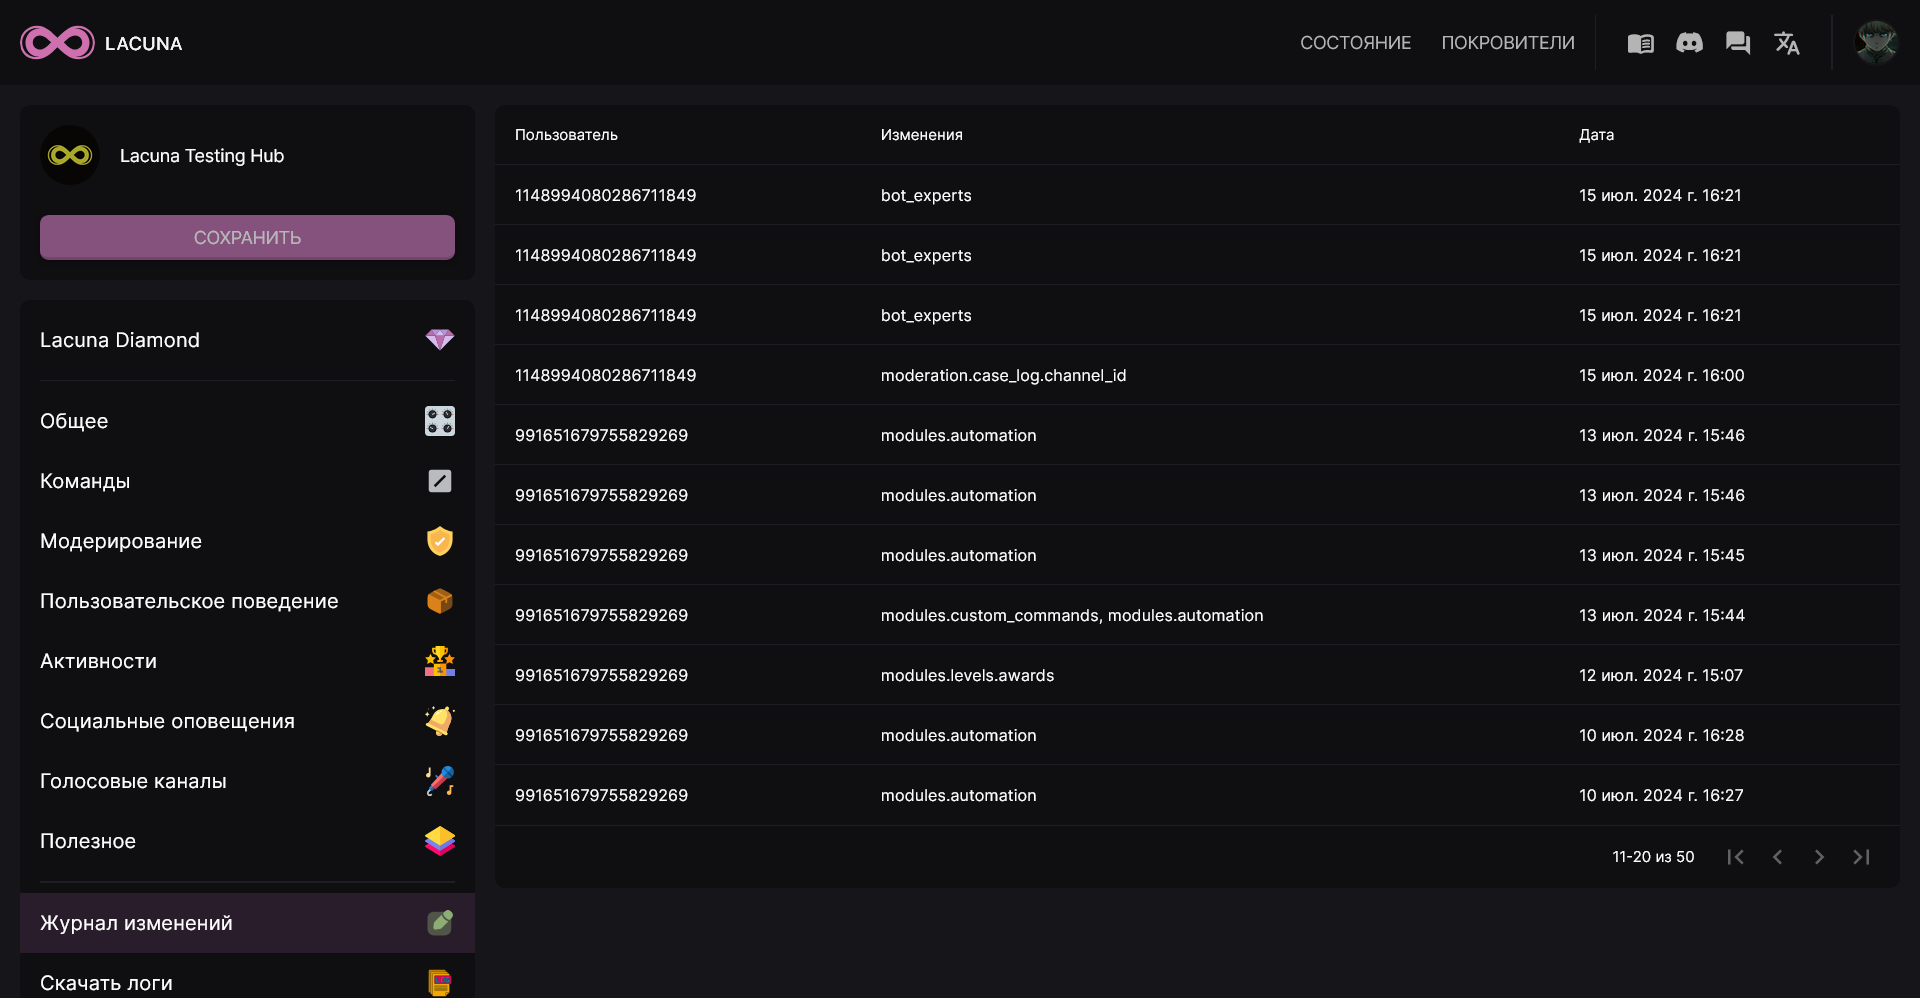 LACUNA
СОСТОЯНИЕ ПОКРОВИТЕЛИ
Lacuna Testing Hub
СОХРАНИТЬ
Lacuna Diamond
Общее
Команды
Модерирование
Пользовательское поведение
Активности
Социальные оповещения
Голосовые каналы
Полезное
Журнал изменений
Скачать логи
Пользователь Изменения Дата
1148994080286711849 bot_experts 15 июл. 2024 г. 16:21
1148994080286711849 bot_experts 15 июл. 2024 г. 16:21
1148994080286711849 bot_experts 15 июл. 2024 г. 16:21
1148994080286711849 moderation.case_log.channel_id 15 июл. 2024 г. 16:00
991651679755829269 modules.automation 13 июл. 2024 г. 15:46
991651679755829269 modules.automation 13 июл. 2024 г. 15:46
991651679755829269 modules.automation 13 июл. 2024 г. 15:45
991651679755829269 modules.custom_commands, modules.automation 13 июл. 2024 г. 15:44
991651679755829269 modules.levels.awards 12 июл. 2024 г. 15:07
991651679755829269 modules.automation 10 июл. 2024 г. 16:28
991651679755829269 modules.automation 10 июл. 2024 г. 16:27
11-20 из 50